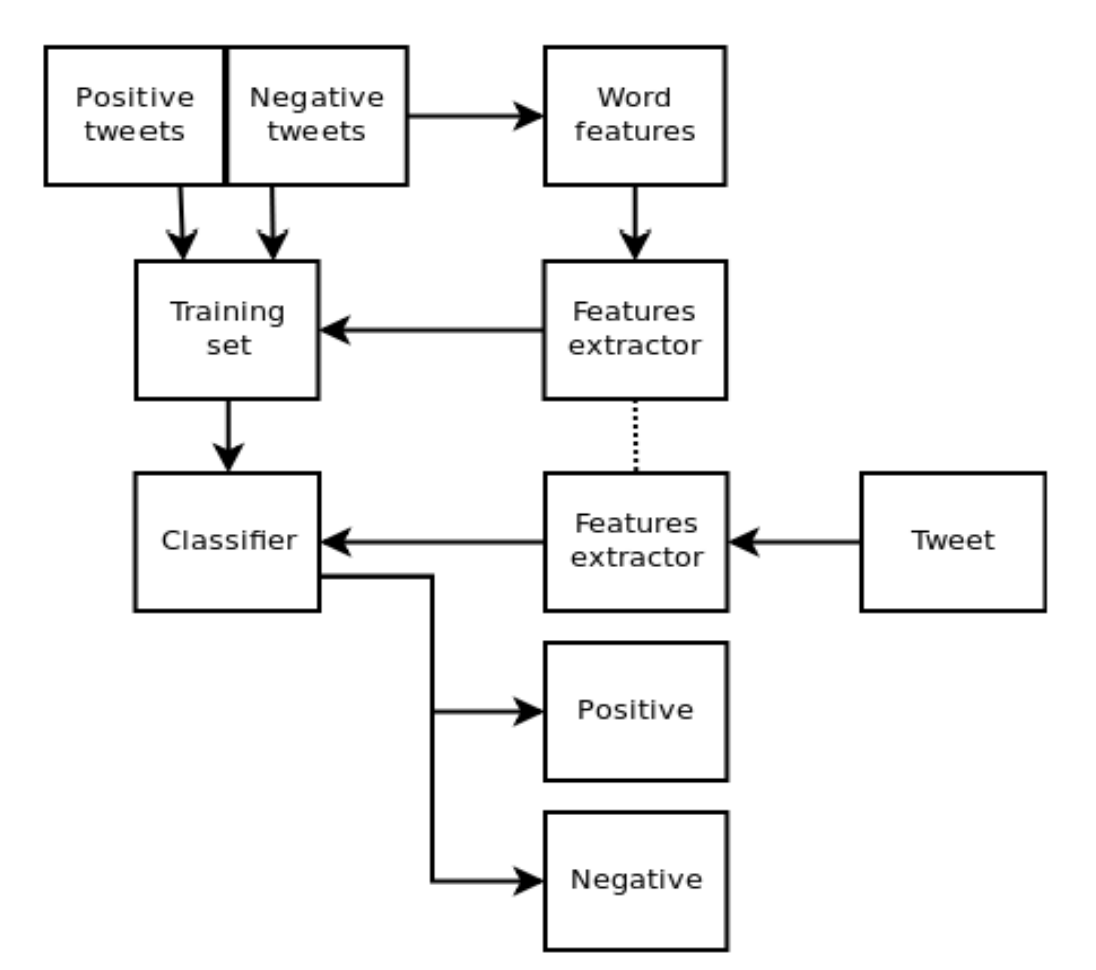 Positive
tweets
Negative
tweets
Word
features
Training
set
Features
extractor
Classifier
Features
extractor
Tweet
Positive
Negative